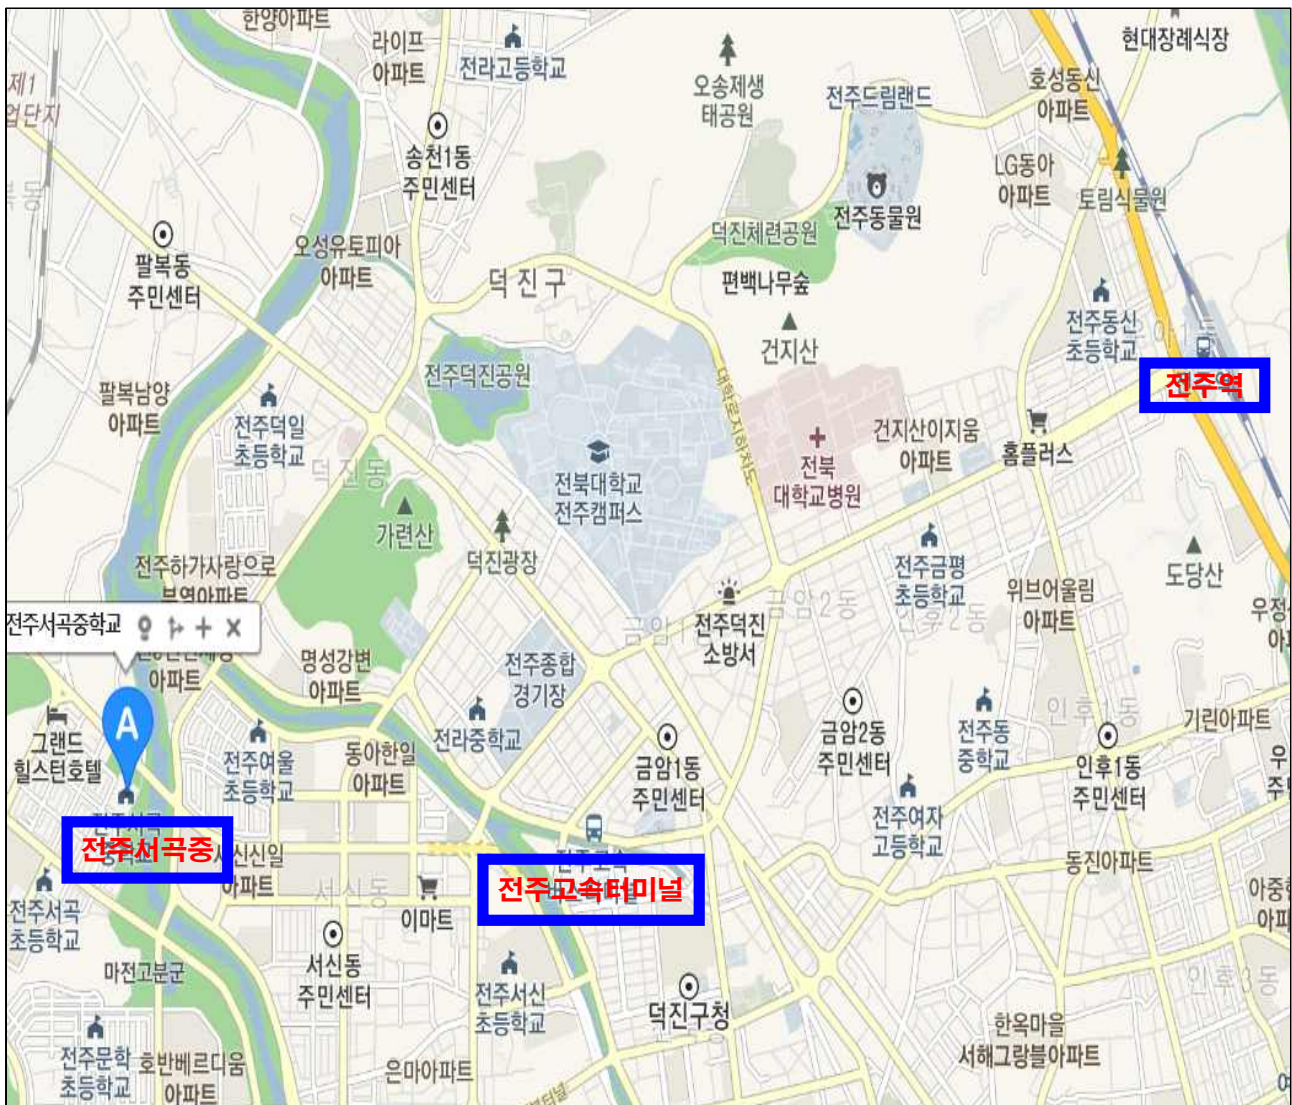 한양아파트
라이프
아파트
전라고등학교
오송제생
태공원
전주드림랜드
호성동신
아파트
현대장례식장
제1
업단지
송천1동
주민센터
LG동아
아파트
토림식물원
전주동물원
덕진체련공원
편백나무숲
팔복동
주민센터
오성유토피아
아파트
덕진구
건지산
전주동신
초등학교
전주역
전주덕진공원
대학로지하차도
팔복남양
아파트
전주덕일
초등학교
덕진동
가련산
전북대학교
전주캠퍼스
전북
대학교병원
건지산이지움
아파트
홈플러스
덕진광장
전주하가사랑으로
부영아파트
전주금평
초등학교
위브어울림
아파트
도당산
전주서곡중학교
아파트
명성강변
아파트
전주종합
경기장
전주덕진
소방서
금암2동
인후2동
A
그랜드
힐스턴호텔
전주여울
초등학교
동아한일
아파트
전라중학교
금암1동
주민센터
금암2동
주민센터
전주동
중학교
인후1동
인후1동
주민센터
기린아파트
전주여자
고등학교
전주서곡중
서신신일
아파트
서신동
이마트
전주고속터미널
동진아파트
전주서곡
초등학교
마전고분군
서신동
주민센터
전주서신
초등학교
덕진구청
인후3동
한옥마을
서해그랑블아파트
전주문학
초등학교
호반베르디움
아파트
은마아파트